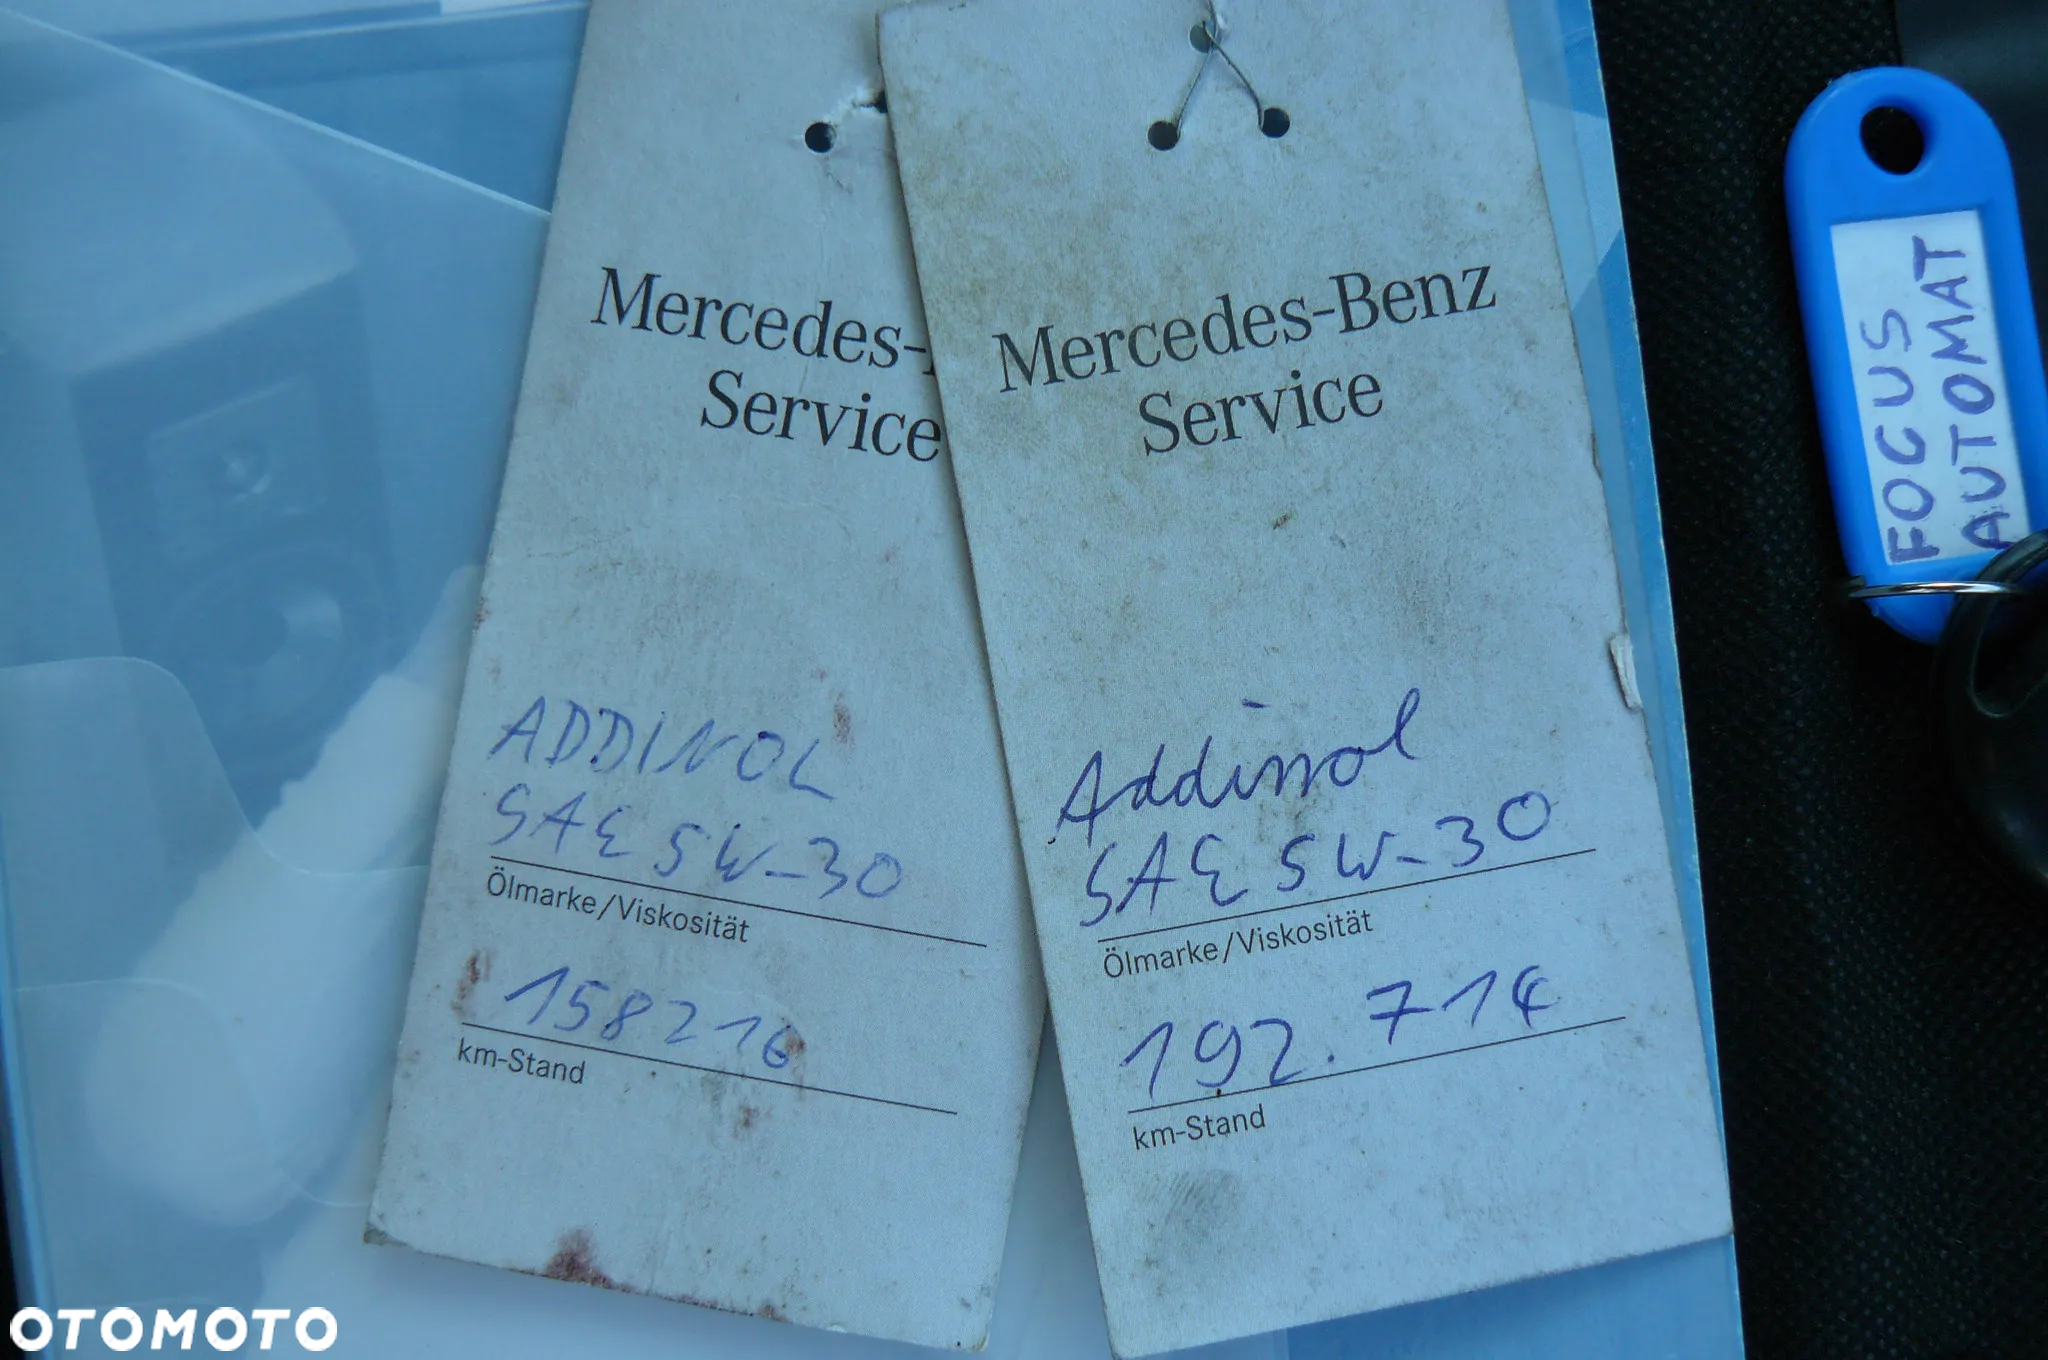 Mercedes-
Service
ADDINOL
SAE 5W-30
Ölmarke/Viskosität
158216
km-Stand
Mercedes-Benz
Service
Addinol
SAE 5W-30
Ölmarke/Viskosität
192.714
km-Stand
FOCUS
AUTOMAT
OTOMOTO